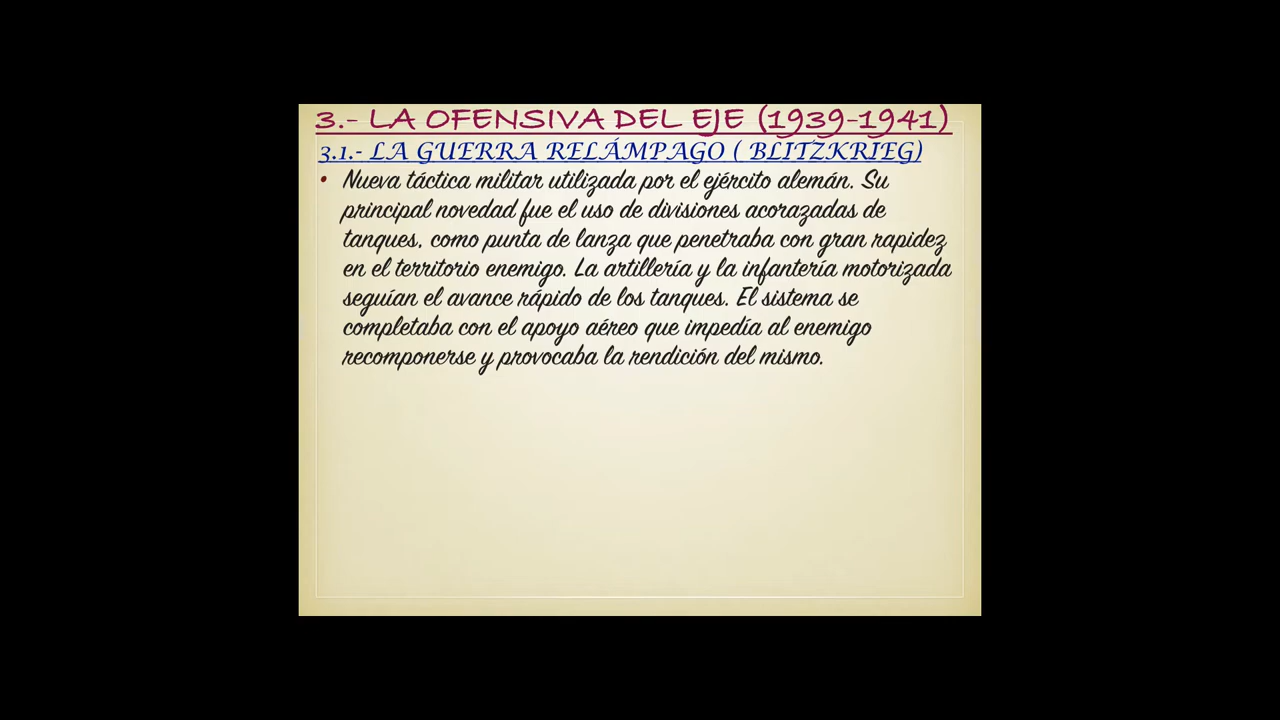 3.- LA OFENSIVA DEL EJE (1939-1941)
3.1.- LA GUERRA RELÁMPAGO ( BLITZKRIEG)
• Nueva táctica militar utilizada por el ejército alemán. Su
principal novedad fue el uso de divisiones acorazadas de
tanques, como punta de lanza que penetraba con gran rapidez
en el territorio enemigo. La artillería y la infantería motorizada
seguían el avance rápido de los tanques. El sistema se
completaba con el apoyo aéreo que impedía al enemigo
recomponerse y provocaba la rendición del mismo.